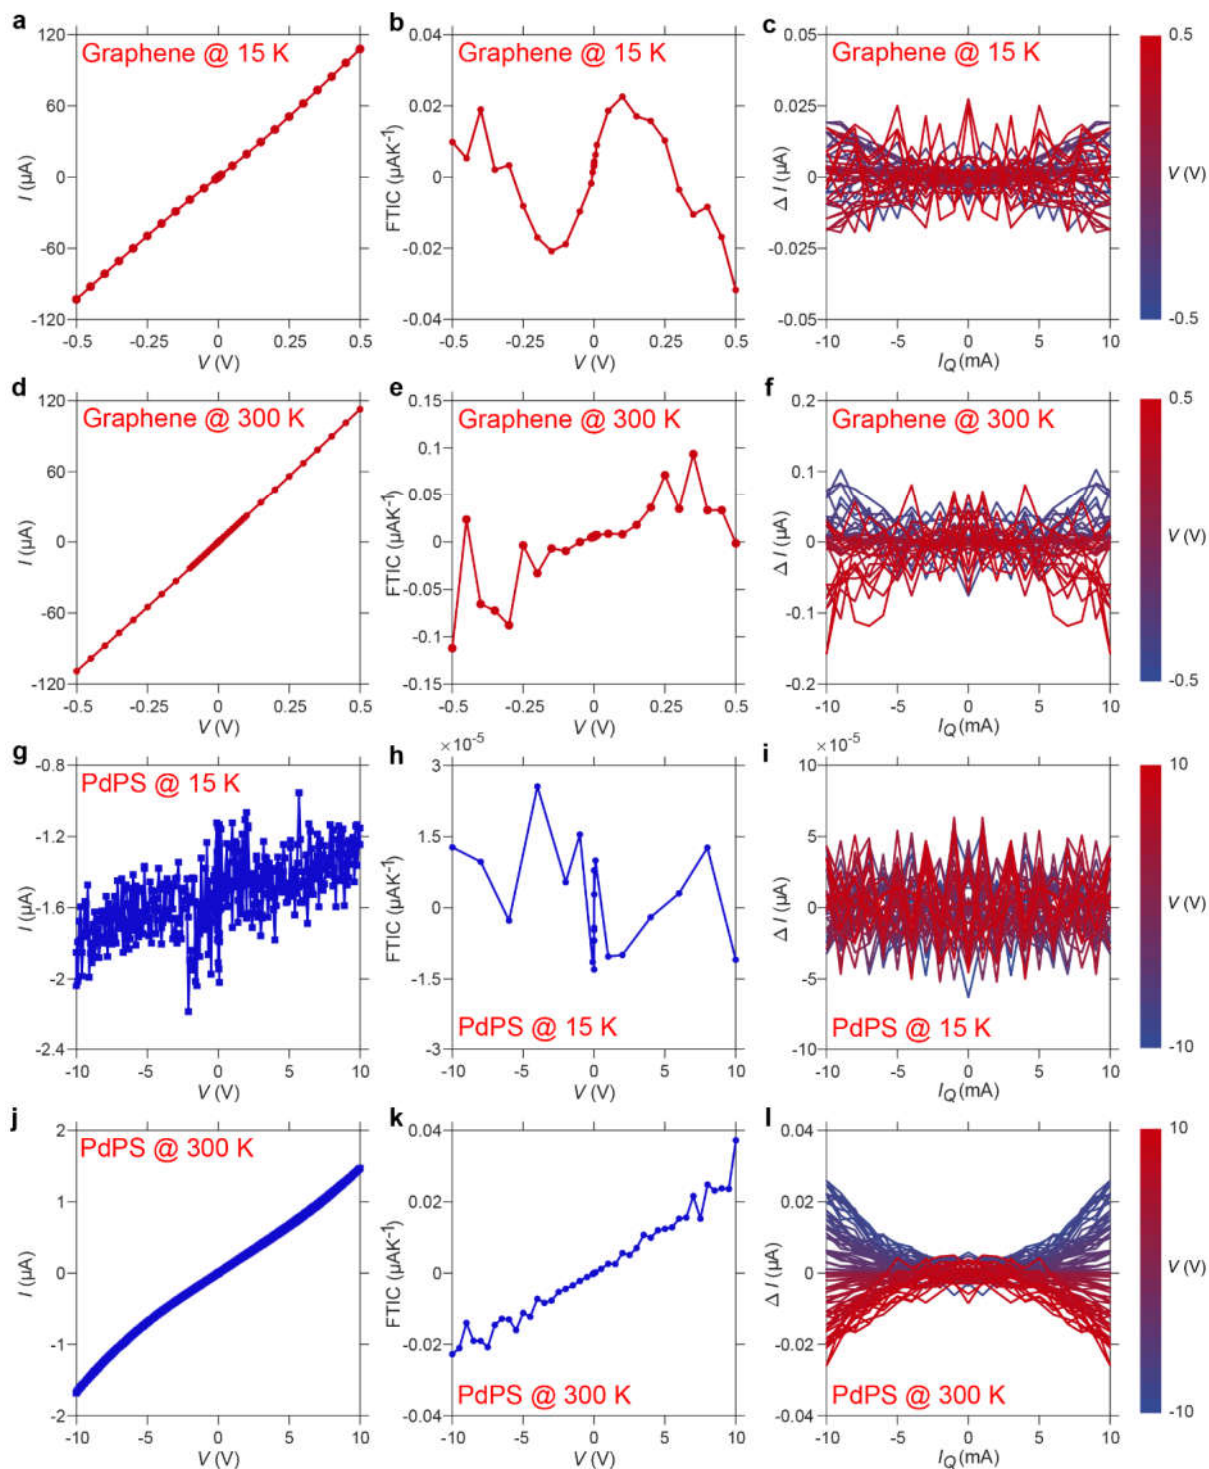 a
120
60
0
-60
-120
I (µA)
Graphene @ 15 K
-0.5 -0.25 0 0.25 0.5
V (V)
b
0.04
0.02
0
-0.02
-0.04
FTIC (µAK⁻¹)
Graphene @ 15 K
-0.5 -0.25 0 0.25 0.5
V (V)
c
0.05
0.025
0
-0.025
-0.05
Δ I (µA)
Graphene @ 15 K
-10 -5 0 5 10
I_Q (mA)
0.5
V (V)
-0.5
d
120
60
0
-60
-120
I (µA)
Graphene @ 300 K
-0.5 -0.25 0 0.25 0.5
V (V)
e
0.15
0.1
0.05
0
-0.05
-0.1
-0.15
FTIC (µAK⁻¹)
Graphene @ 300 K
-0.5 -0.25 0 0.25 0.5
V (V)
f
0.2
0.1
0
-0.1
-0.2
Δ I (µA)
Graphene @ 300 K
-10 -5 0 5 10
I_Q (mA)
0.5
V (V)
-0.5
g
-0.8
-1.2
-1.6
-2
-2.4
I (µA)
PdPS @ 15 K
-10 -5 0 5 10
V (V)
h
×10⁻⁵
3
1.5
0
-1.5
-3
FTIC (µAK⁻¹)
PdPS @ 15 K
-10 -5 0 5 10
V (V)
i
×10⁻⁵
10
5
0
-5
-10
Δ I (µA)
PdPS @ 15 K
-10 -5 0 5 10
I_Q (mA)
10
V (V)
-10
j
2
1
0
-1
-2
I (µA)
PdPS @ 300 K
-10 -5 0 5 10
V (V)
k
0.04
0.02
0
-0.02
-0.04
FTIC (µAK⁻¹)
PdPS @ 300 K
-10 -5 0 5 10
V (V)
l
0.04
0.02
0
-0.02
-0.04
Δ I (µA)
PdPS @ 300 K
-10 -5 0 5 10
I_Q (mA)
10
V (V)
-10